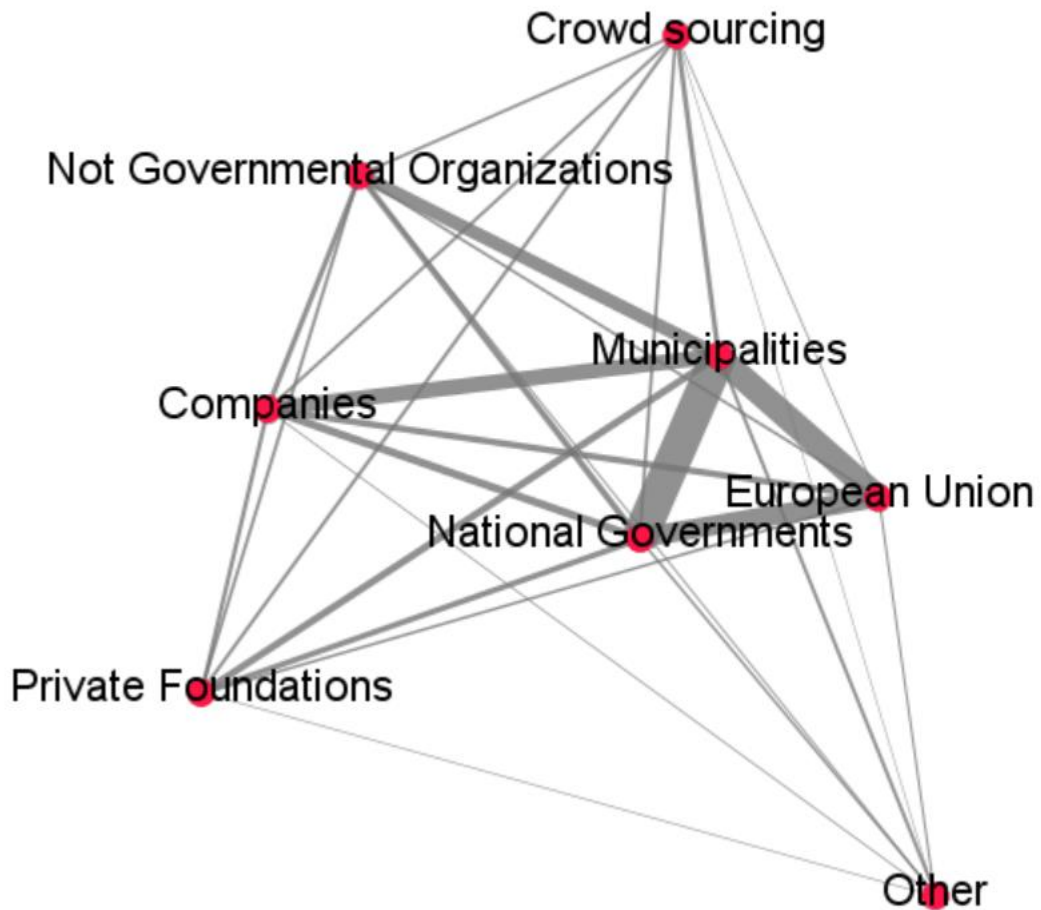 Crowd sourcing
Not Governmental Organizations
Municipalities
Companies
European Union
National Governments
Private Foundations
Other